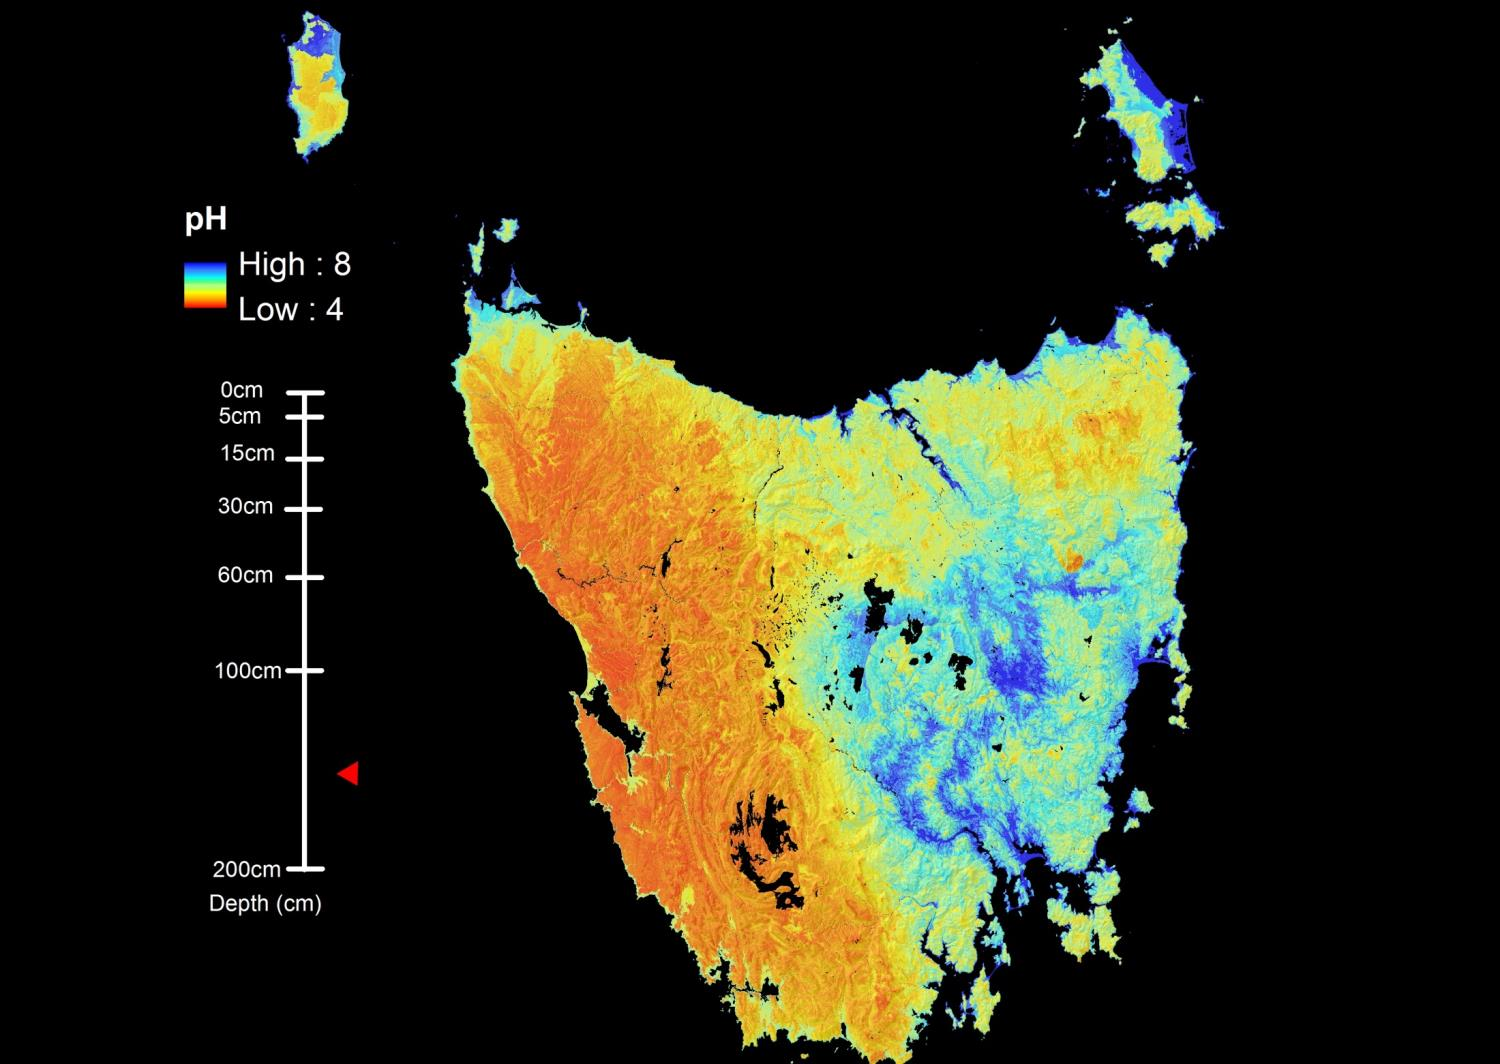 pH
High : 8
Low : 4
0cm
5cm
15cm
30cm
60cm
100cm
200cm
Depth (cm)